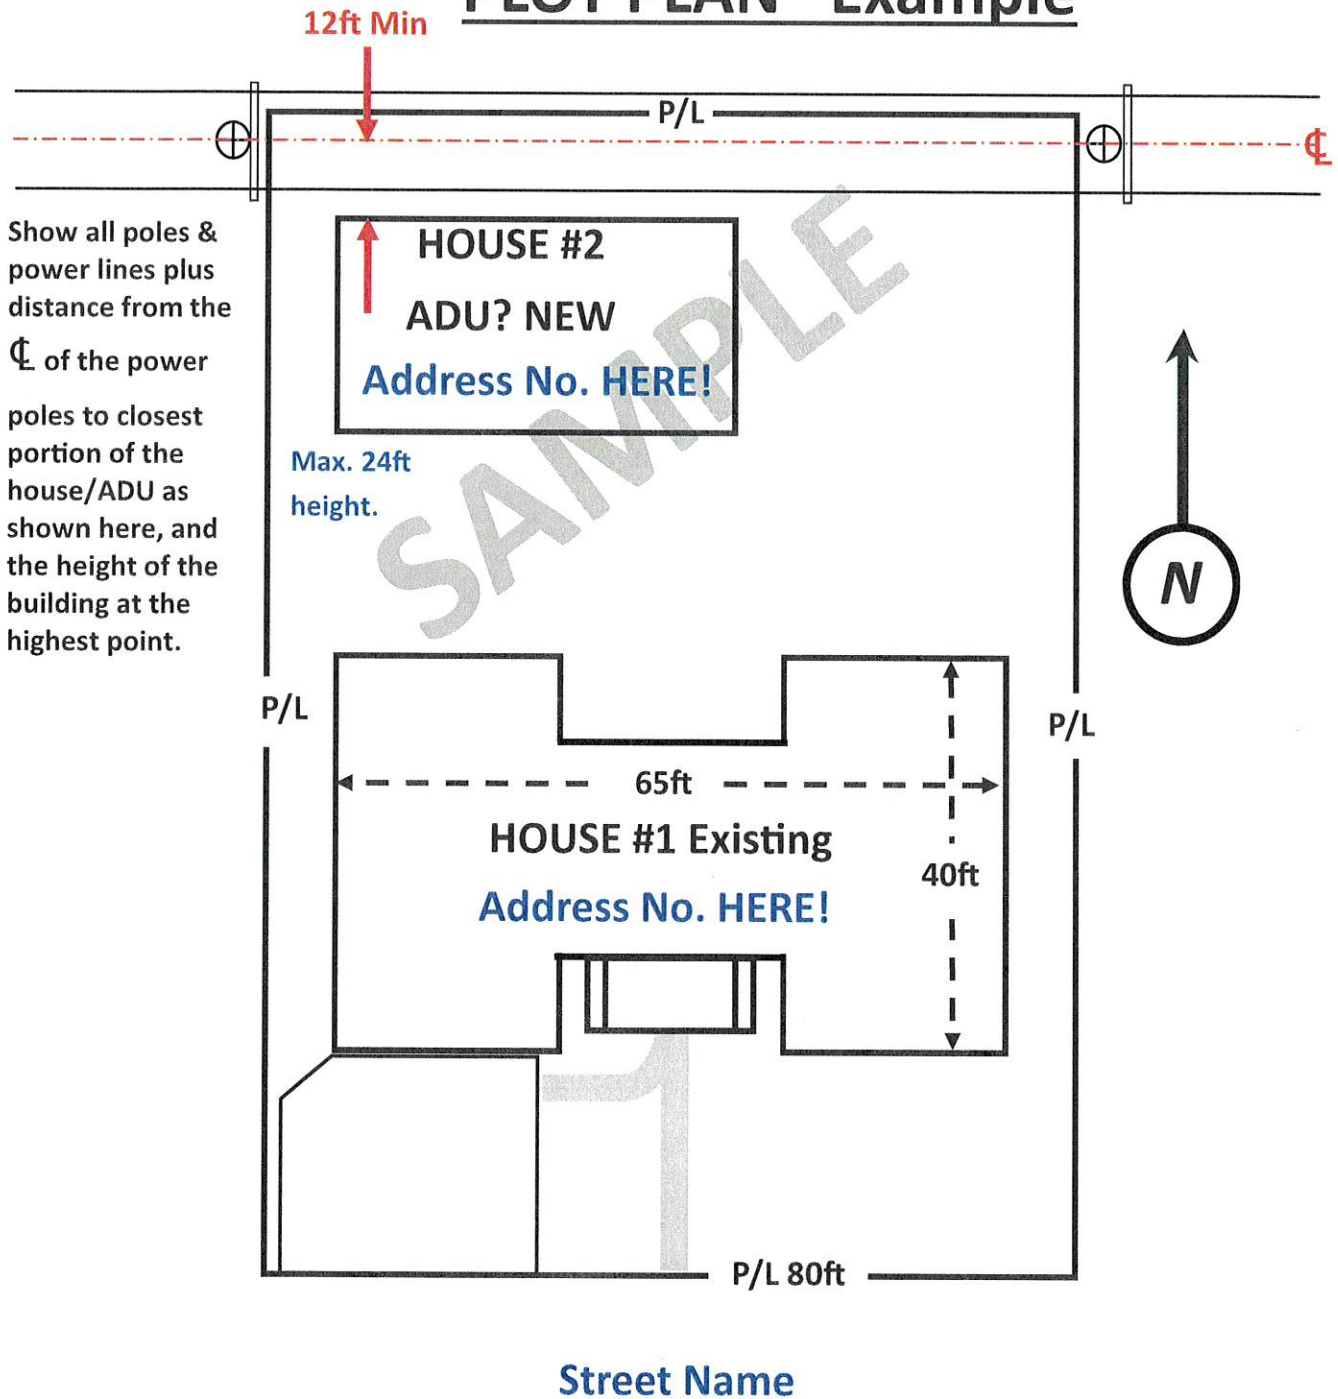 PLOT PLAN - Example
12ft Min
P/L
℄
Show all poles &
power lines plus
distance from the
℄ of the power
poles to closest
portion of the
house/ADU as
shown here, and
the height of the
building at the
highest point.
HOUSE #2
ADU? NEW
Address No. HERE!
Max. 24ft
height.
SAMPLE
N
P/L
P/L
65ft
HOUSE #1 Existing
40ft
Address No. HERE!
P/L 80ft
Street Name